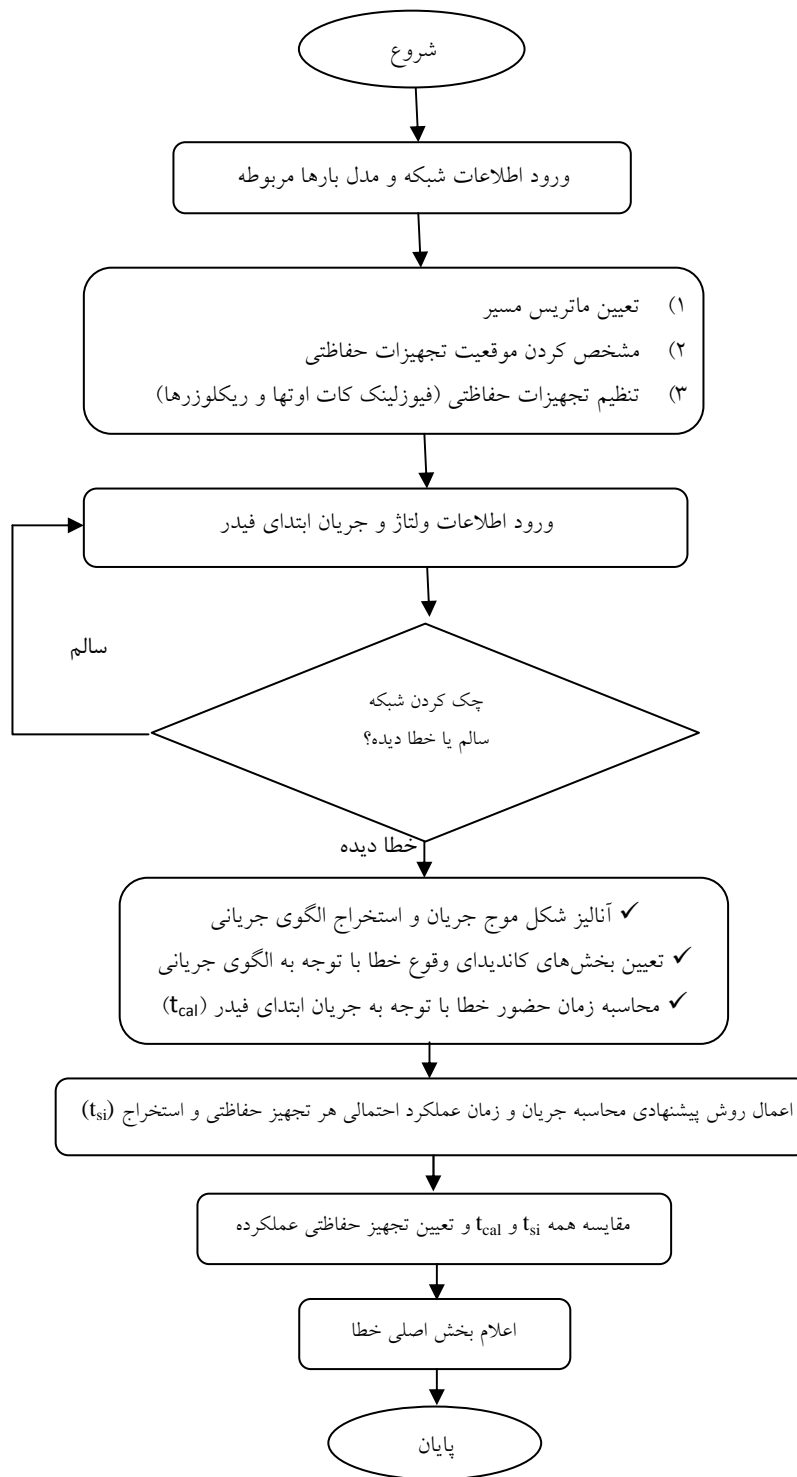 شروع
ورود اطلاعات شبکه و مدل بارها مربوطه
۱) تعیین ماتریس مسیر
۲) مشخص کردن موقعیت تجهیزات حفاظتی
۳) تنظیم تجهیزات حفاظتی (فیوزلینک کات اوتها و ریکلوزرها)
ورود اطلاعات ولتاژ و جریان ابتدای فیدر
سالم
چک کردن شبکه
سالم یا خطا دیده؟
خطا دیده
✓ آنالیز شکل موج جریان و استخراج الگوی جریانی
✓ تعیین بخش‌های کاندیدای وقوع خطا با توجه به الگوی جریانی
✓ محاسبه زمان حضور خطا با توجه به جریان ابتدای فیدر (tcal)
اعمال روش پیشنهادی محاسبه جریان و زمان عملکرد احتمالی هر تجهیز حفاظتی و استخراج (tsi)
مقایسه همه tsi و tcal و تعیین تجهیز حفاظتی عملکرده
اعلام بخش اصلی خطا
پایان